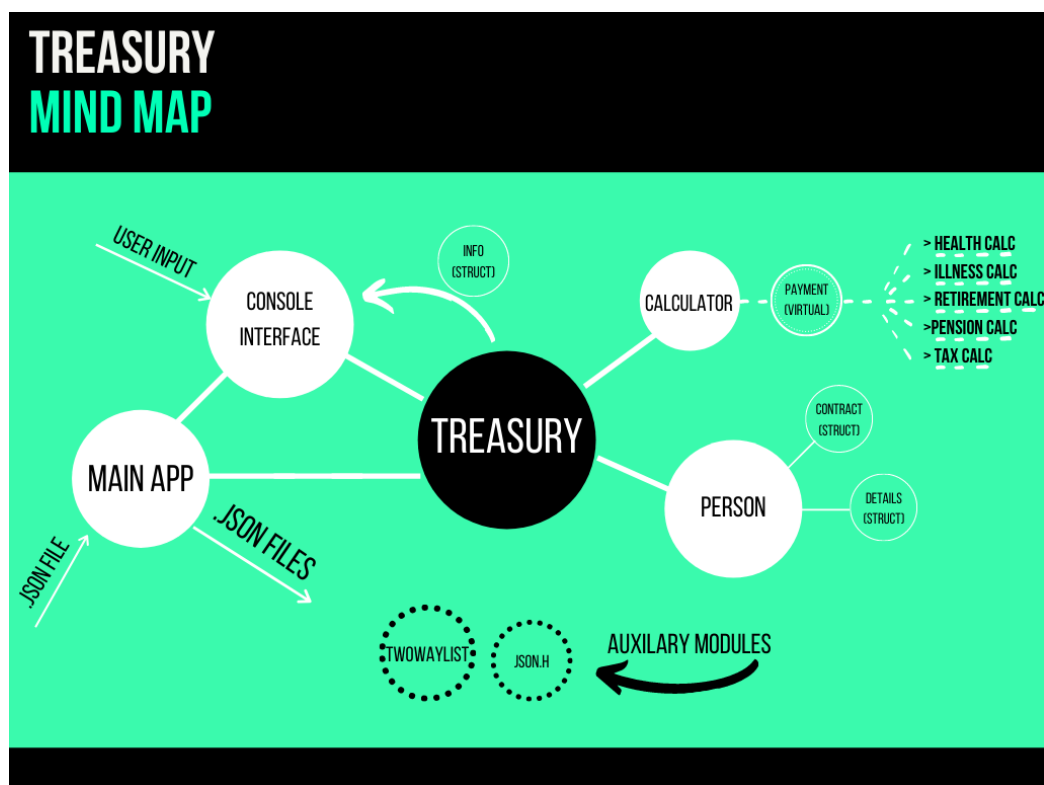 TREASURY
MIND MAP
USER INPUT
CONSOLE
INTERFACE
INFO
(STRUCT)
CALCULATOR
PAYMENT
(VIRTUAL)
> HEALTH CALC
> ILLNESS CALC
> RETIREMENT CALC
>PENSION CALC
> TAX CALC
TREASURY
CONTRACT
(STRUCT)
MAIN APP
PERSON
DETAILS
(STRUCT)
.JSON FILE
.JSON FILES
TWOWAYLIST
JSON.H
AUXILARY MODULES